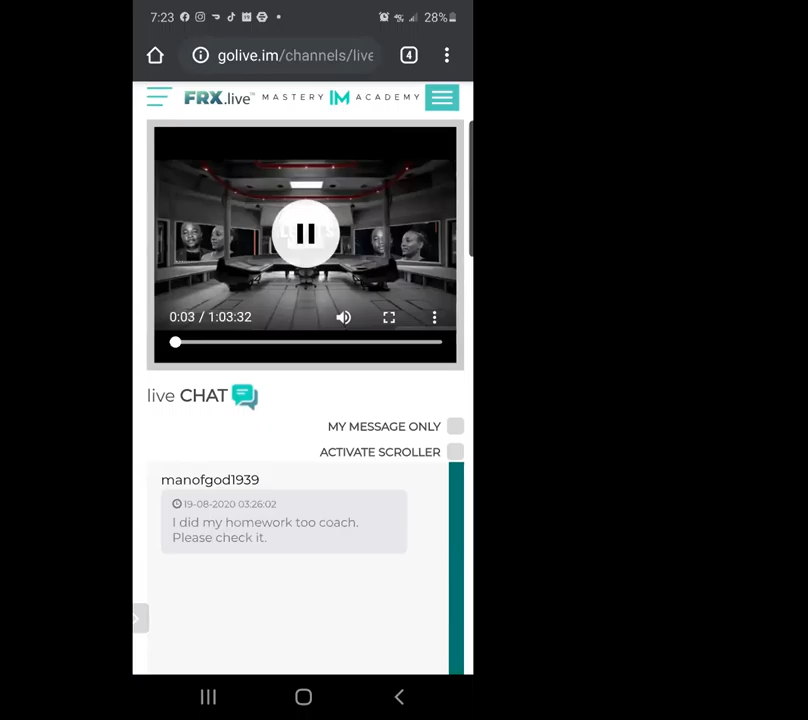 7:23
28%
4
golive.im/channels/live
FRX.live™ MASTERY IM ACADEMY
0:03 / 1:03:32
live CHAT
MY MESSAGE ONLY
ACTIVATE SCROLLER
manofgod1939
19-08-2020 03:26:02
I did my homework too coach.
Please check it.